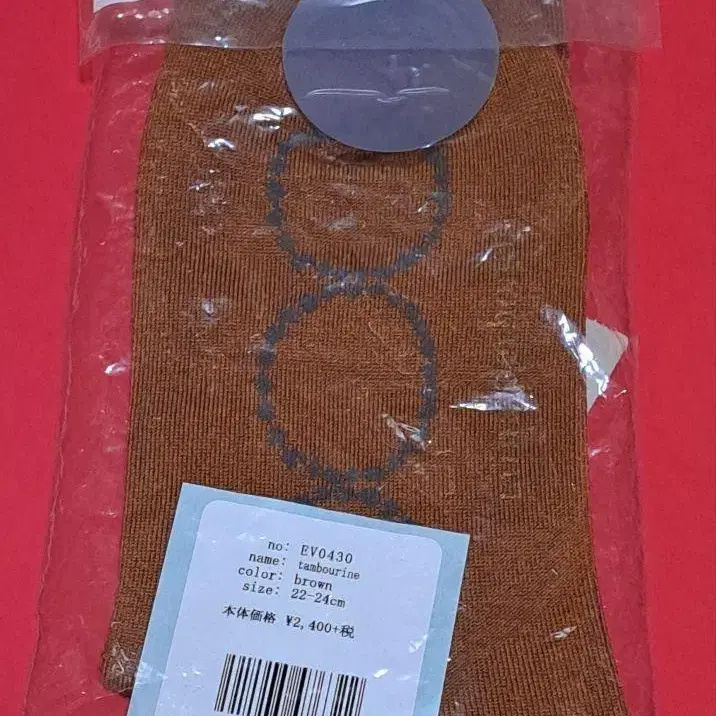 no: EV0430
name: tambourine
color: brown
size: 22-24cm
本体価格 ¥2,400+税